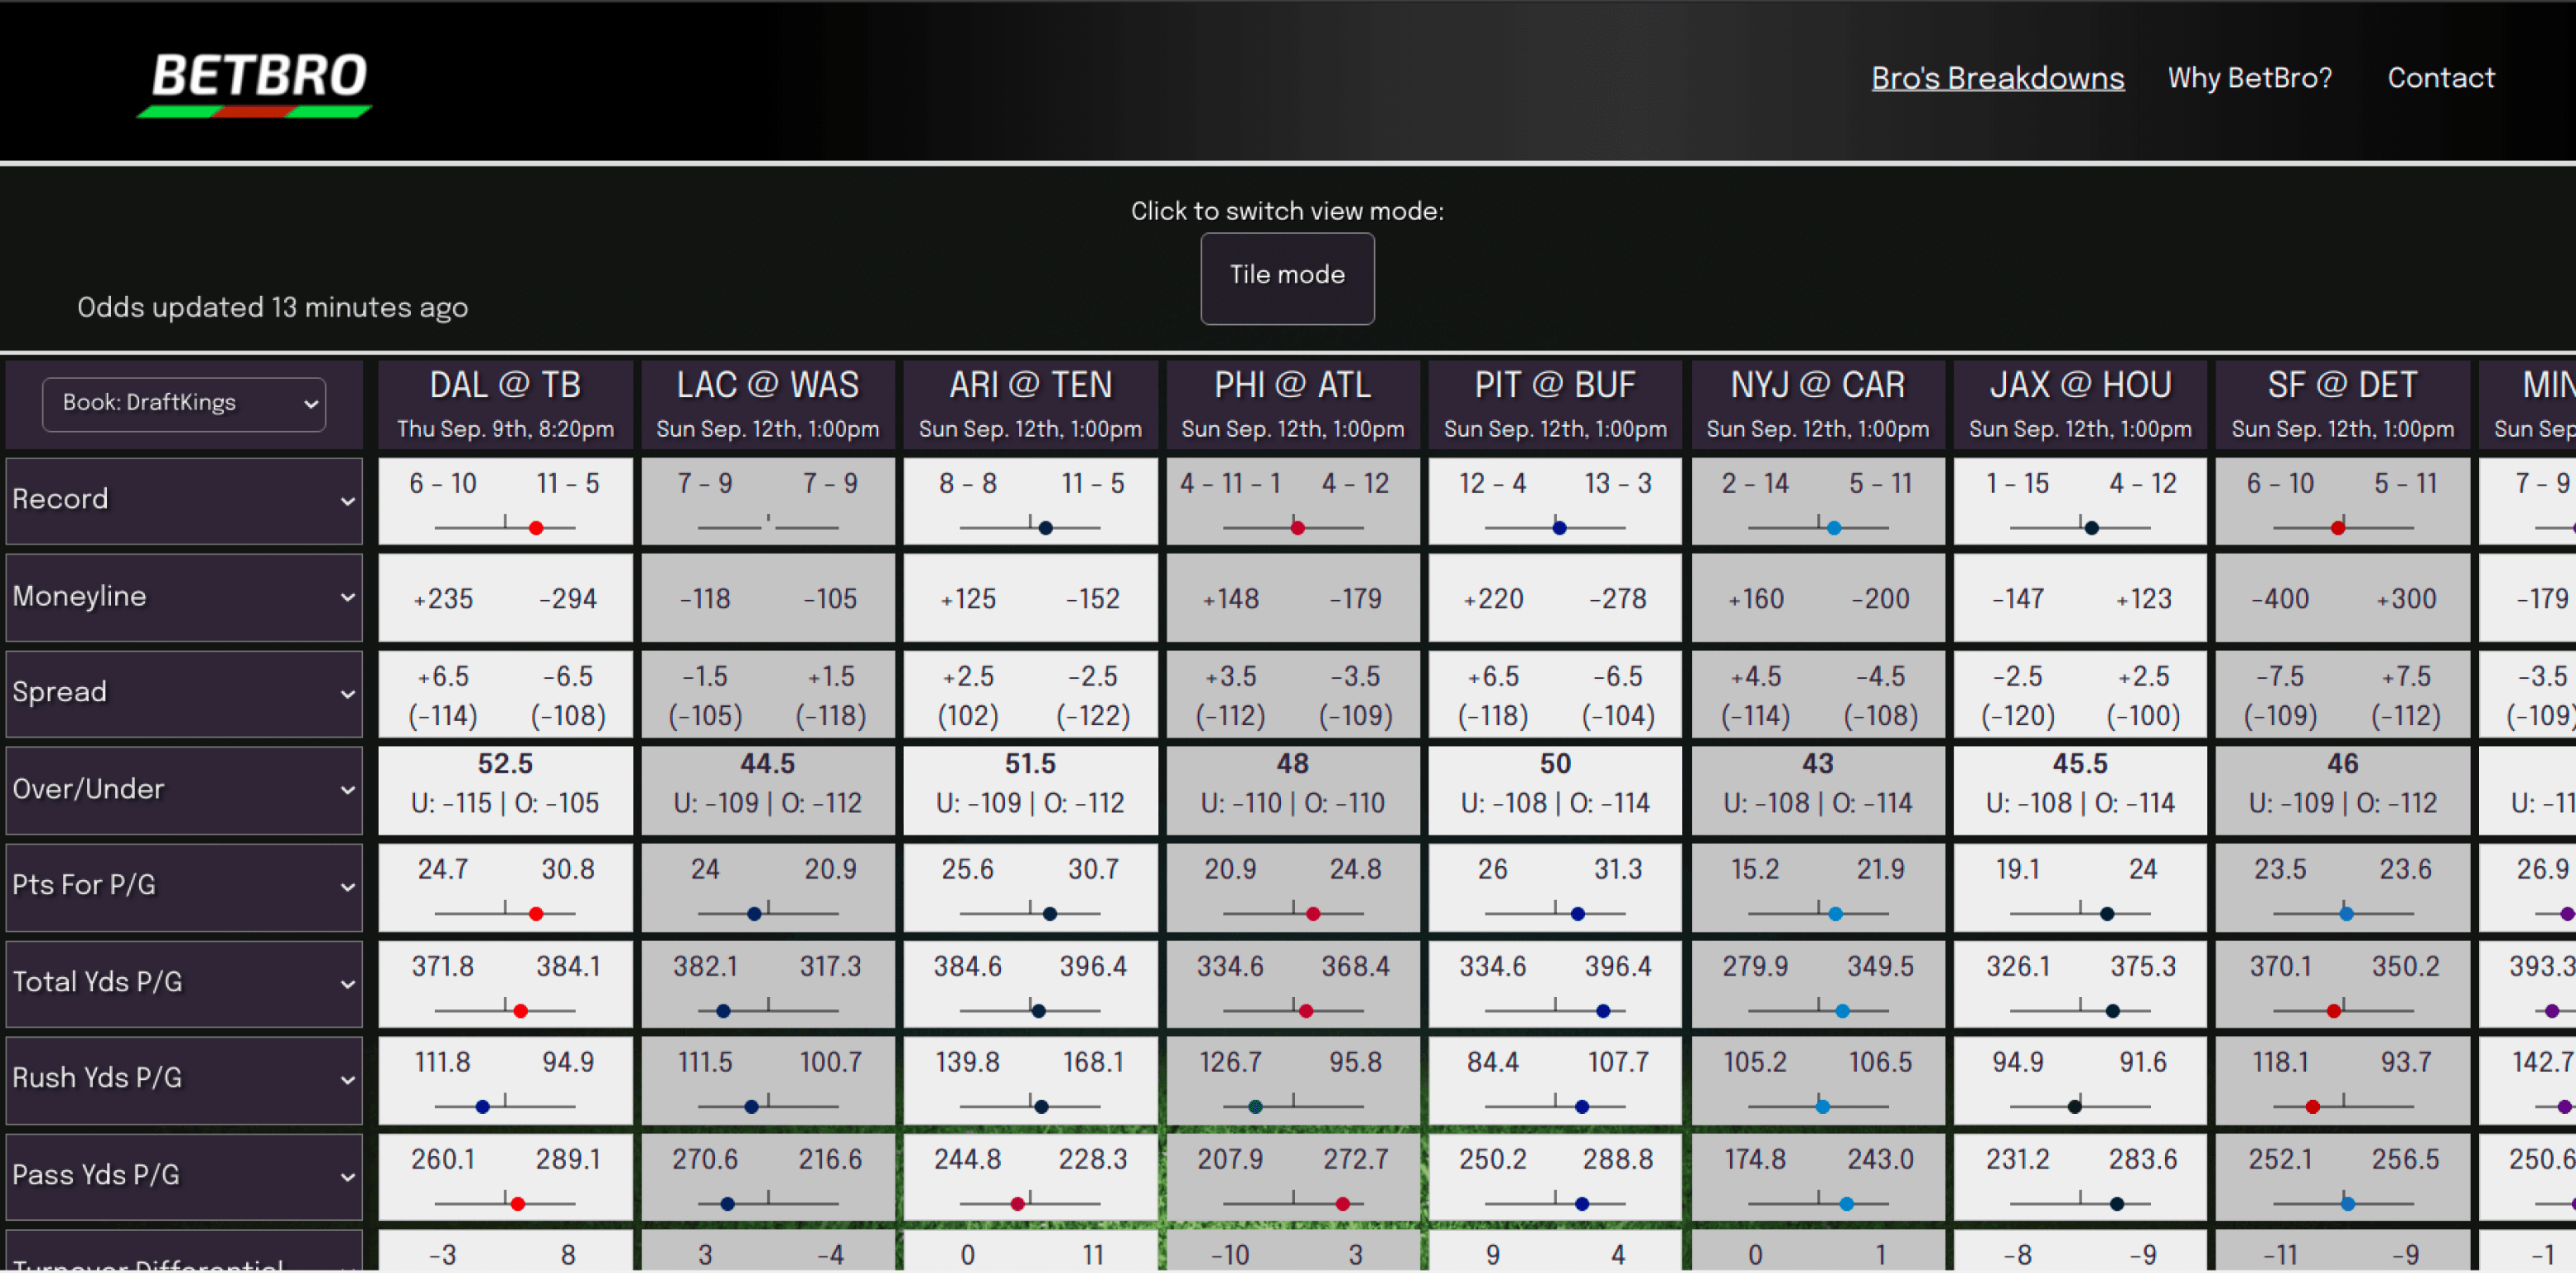 BETBRO
Bro's Breakdowns Why BetBro? Contact
Click to switch view mode:
Tile mode
Odds updated 13 minutes ago
Book: DraftKings
DAL @ TB LAC @ WAS ARI @ TEN PHI @ ATL PIT @ BUF NYJ @ CAR JAX @ HOU SF @ DET MIN
Thu Sep. 9th, 8:20pm Sun Sep. 12th, 1:00pm Sun Sep. 12th, 1:00pm Sun Sep. 12th, 1:00pm Sun Sep. 12th, 1:00pm Sun Sep. 12th, 1:00pm Sun Sep. 12th, 1:00pm Sun Sep. 12th, 1:00pm Sun Sep
Record 6 - 10 11 - 5 7 - 9 7 - 9 8 - 8 11 - 5 4 - 11 - 1 4 - 12 12 - 4 13 - 3 2 - 14 5 - 11 1 - 15 4 - 12 6 - 10 5 - 11 7 - 9
Moneyline +235 -294 -118 -105 +125 -152 +148 -179 +220 -278 +160 -200 -147 +123 -400 +300 -179
Spread +6.5 -6.5 -1.5 +1.5 +2.5 -2.5 +3.5 -3.5 +6.5 -6.5 +4.5 -4.5 -2.5 +2.5 -7.5 +7.5 -3.5
(-114) (-108) (-105) (-118) (102) (-122) (-112) (-109) (-118) (-104) (-114) (-108) (-120) (-100) (-109) (-112) (-109)
Over/Under 52.5 44.5 51.5 48 50 43 45.5 46
U: -115 | O: -105 U: -109 | O: -112 U: -109 | O: -112 U: -110 | O: -110 U: -108 | O: -114 U: -108 | O: -114 U: -108 | O: -114 U: -109 | O: -112 U: -11
Pts For P/G 24.7 30.8 24 20.9 25.6 30.7 20.9 24.8 26 31.3 15.2 21.9 19.1 24 23.5 23.6 26.9
Total Yds P/G 371.8 384.1 382.1 317.3 384.6 396.4 334.6 368.4 334.6 396.4 279.9 349.5 326.1 375.3 370.1 350.2 393.3
Rush Yds P/G 111.8 94.9 111.5 100.7 139.8 168.1 126.7 95.8 84.4 107.7 105.2 106.5 94.9 91.6 118.1 93.7 142.7
Pass Yds P/G 260.1 289.1 270.6 216.6 244.8 228.3 207.9 272.7 250.2 288.8 174.8 243.0 231.2 283.6 252.1 256.5 250.6
Turnover Differential -3 8 3 -4 0 11 -10 3 9 4 0 1 -8 -9 -11 -9 -1